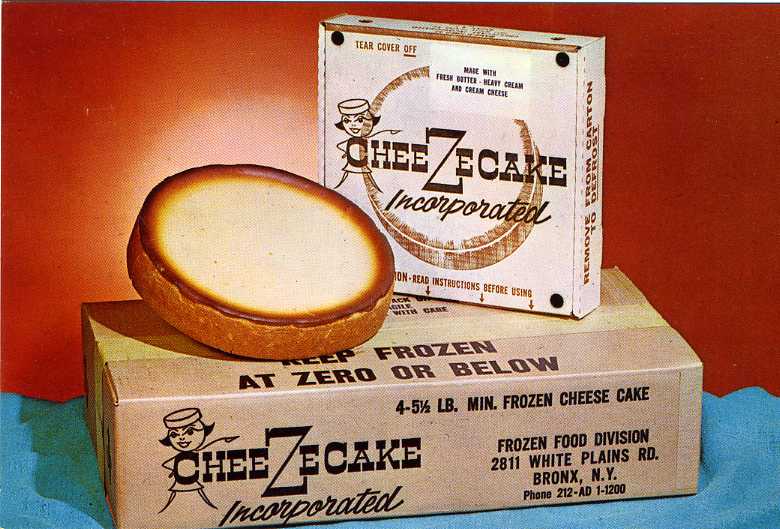 TEAR COVER OFF
MADE WITH
FRESH BUTTER - HEAVY CREAM
AND CREAM CHEESE
CHEEZECAKE
Incorporated
REMOVE FROM CARTON
TO DEFROST
READ INSTRUCTIONS BEFORE USING
WITH CARE
KEEP FROZEN
AT ZERO OR BELOW
4-5½ LB. MIN. FROZEN CHEESE CAKE
CHEEZECAKE
Incorporated
FROZEN FOOD DIVISION
2811 WHITE PLAINS RD.
BRONX, N.Y.
Phone 212-AD 1-1200